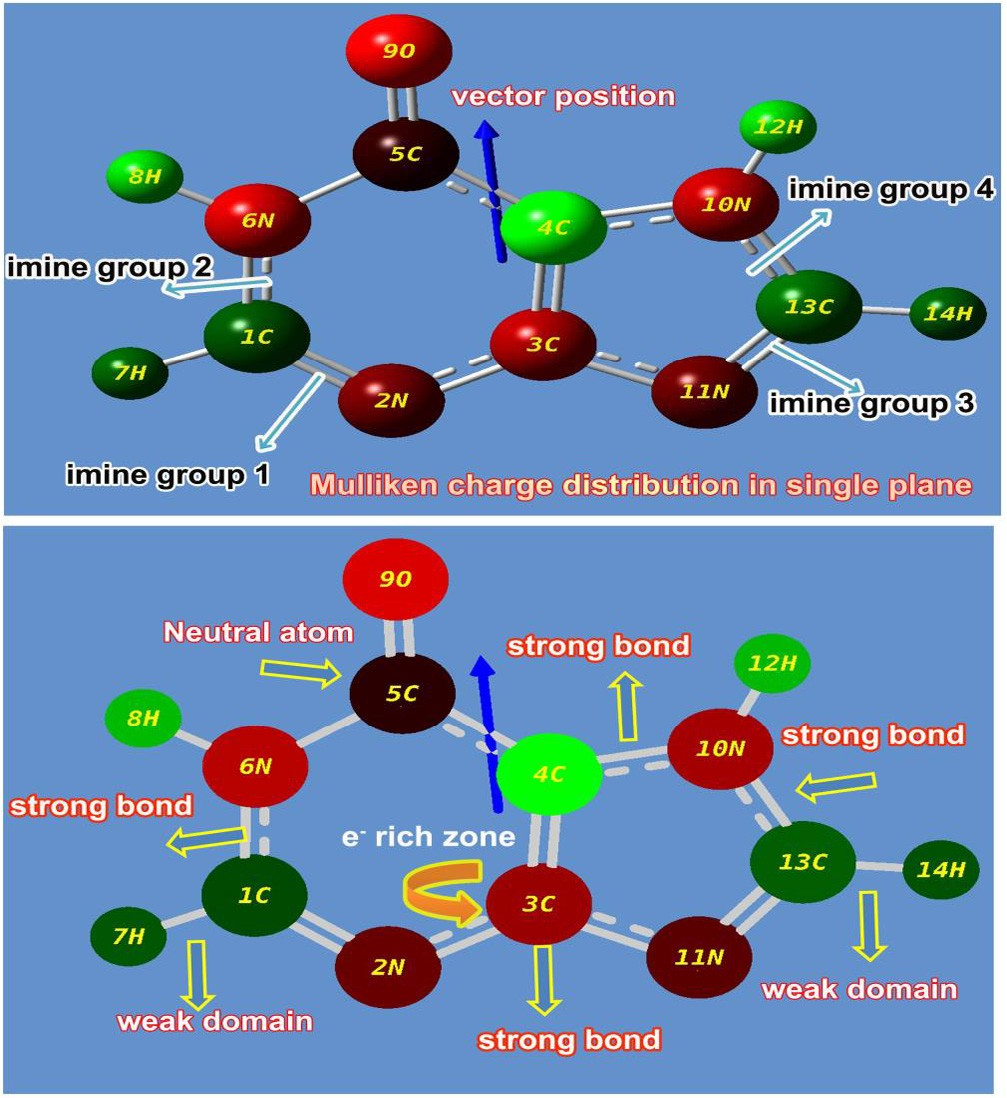 9O
vector position
12H
5C
8H
10N
imine group 4
6N
4C
imine group 2
13C
14H
1C
3C
7H
11N
2N
imine group 3
imine group 1
Mulliken charge distribution in single plane
9O
Neutral atom
strong bond
12H
5C
8H
10N
strong bond
6N
4C
strong bond
e- rich zone
13C
14H
1C
3C
7H
11N
2N
weak domain
weak domain
strong bond